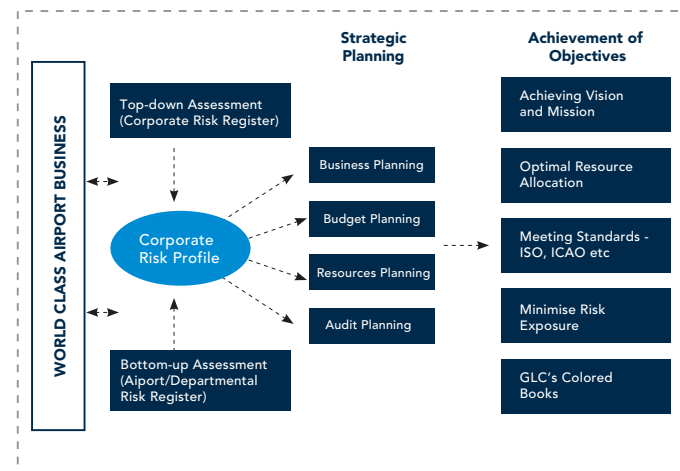 WORLD CLASS AIRPORT BUSINESS
Top-down Assessment
(Corporate Risk Register)
Corporate
Risk Profile
Bottom-up Assessment
(Aiport/Departmental
Risk Register)
Strategic
Planning
Business Planning
Budget Planning
Resources Planning
Audit Planning
Achievement of
Objectives
Achieving Vision
and Mission
Optimal Resource
Allocation
Meeting Standards -
ISO, ICAO etc
Minimise Risk
Exposure
GLC's Colored
Books